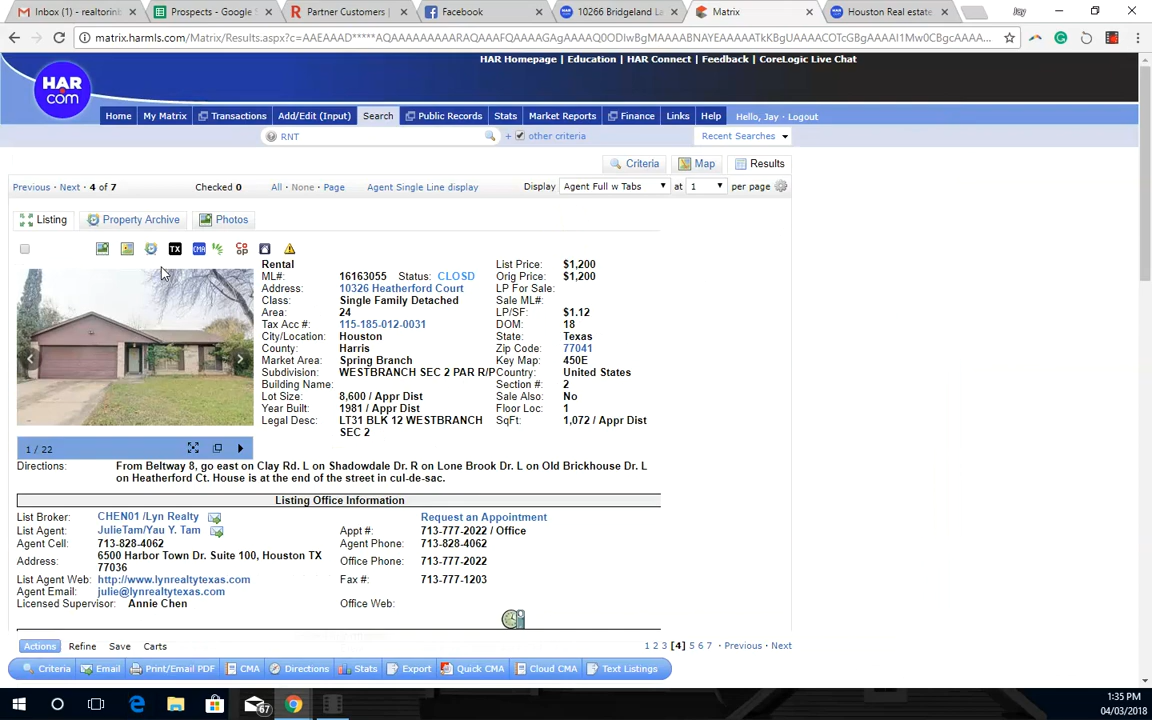 Inbox (1) - realtorinb
Prospects - Google S
Partner Customers |
Facebook
10266 Bridgeland La
Matrix
Houston Real estate
Jay
matrix.harmls.com/Matrix/Results.aspx?c=AAEAAAD*****AQAAAAAAAAARAQAAAFQAAAAGAgAAAAQ0ODIwBgMAAAABNAYEAAAAATkKBgUAAAACOTcGBgAAAAI1Mw0CBgcAAAA...
HAR com
HAR Homepage | Education | HAR Connect | Feedback | CoreLogic Live Chat
Home My Matrix Transactions Add/Edit (Input) Search Public Records Stats Market Reports Finance Links Help Hello, Jay · Logout
RNT + other criteria Recent Searches
Criteria Map Results
Previous · Next · 4 of 7 Checked 0 All · None · Page Agent Single Line display Display Agent Full w Tabs at 1 per page
Listing Property Archive Photos
TX CMA CO OP
Rental List Price: $1,200
ML#: 16163055 Status: CLOSD Orig Price: $1,200
Address: 10326 Heatherford Court LP For Sale:
Class: Single Family Detached Sale ML#:
Area: 24 LP/SF: $1.12
Tax Acc #: 115-185-012-0031 DOM: 18
City/Location: Houston State: Texas
County: Harris Zip Code: 77041
Market Area: Spring Branch Key Map: 450E
Subdivision: WESTBRANCH SEC 2 PAR R/P Country: United States
Building Name: Section #: 2
Lot Size: 8,600 / Appr Dist Sale Also: No
Year Built: 1981 / Appr Dist Floor Loc: 1
Legal Desc: LT31 BLK 12 WESTBRANCH SqFt: 1,072 / Appr Dist
SEC 2
1 / 22
Directions: From Beltway 8, go east on Clay Rd. L on Shadowdale Dr. R on Lone Brook Dr. L on Old Brickhouse Dr. L
on Heatherford Ct. House is at the end of the street in cul-de-sac.
Listing Office Information
List Broker: CHEN01 /Lyn Realty Request an Appointment
List Agent: JulieTam/Yau Y. Tam Appt #: 713-777-2022 / Office
Agent Cell: 713-828-4062 Agent Phone: 713-828-4062
Address: 6500 Harbor Town Dr. Suite 100, Houston TX 77036 Office Phone: 713-777-2022
List Agent Web: http://www.lynrealtytexas.com Fax #: 713-777-1203
Agent Email: julie@lynrealtytexas.com
Licensed Supervisor: Annie Chen Office Web:
Actions Refine Save Carts 1 2 3 [4] 5 6 7 · Previous · Next
Criteria Email Print/Email PDF CMA Directions Stats Export Quick CMA Cloud CMA Text Listings
67
1:35 PM
04/03/2018